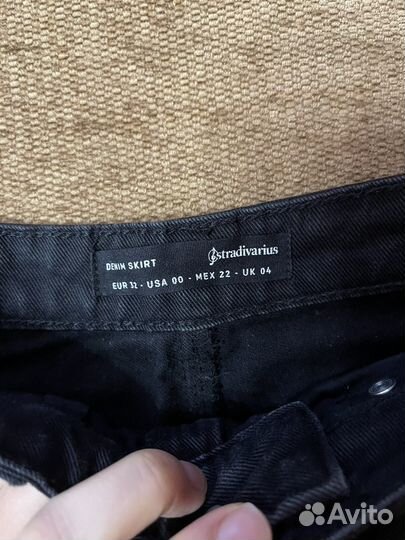 DENIM SKIRT
stradivarius
EUR 32 - USA 00 - MEX 22 - UK 04
Avito